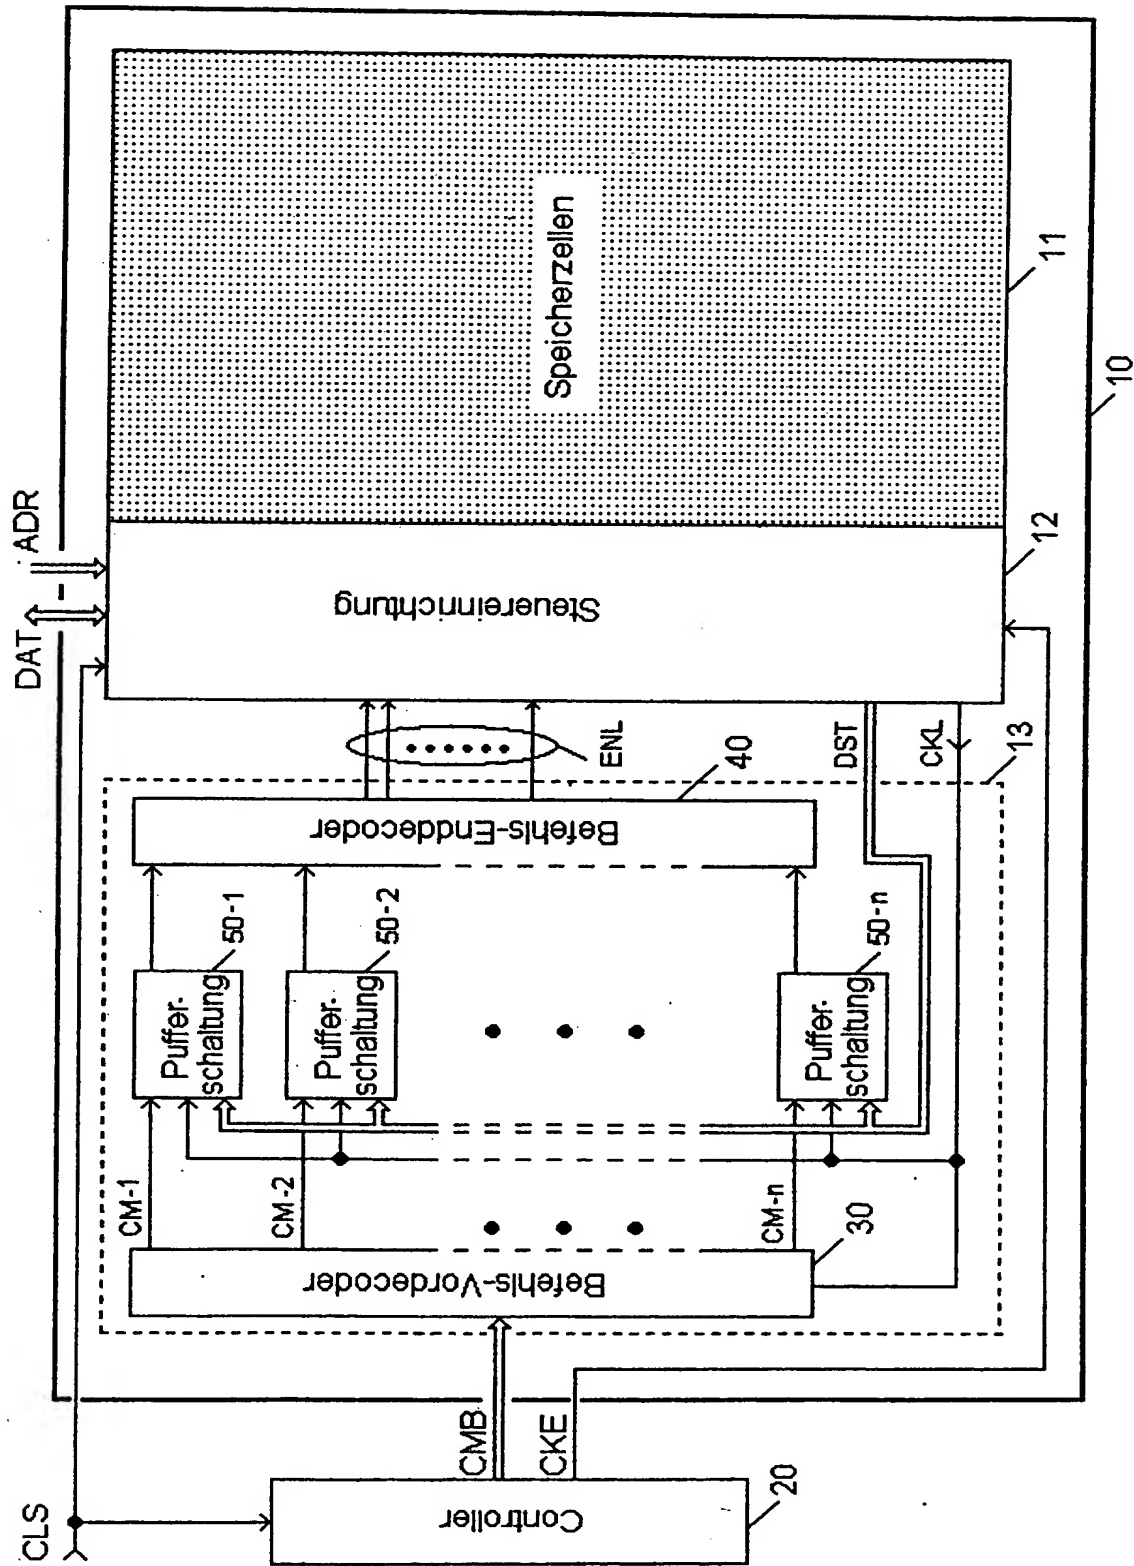 CLS
DAT
ADR
Controller
20
CMB
CKE
Befehls-Vordecoder
30
CM-1
CM-2
CM-n
Puffer-
schaltung
50-1
Puffer-
schaltung
50-2
Puffer-
schaltung
50-n
Befehls-Enddecoder
40
ENL
DST
CKL
13
Steuereinrichtung
12
Speicherzellen
11
10